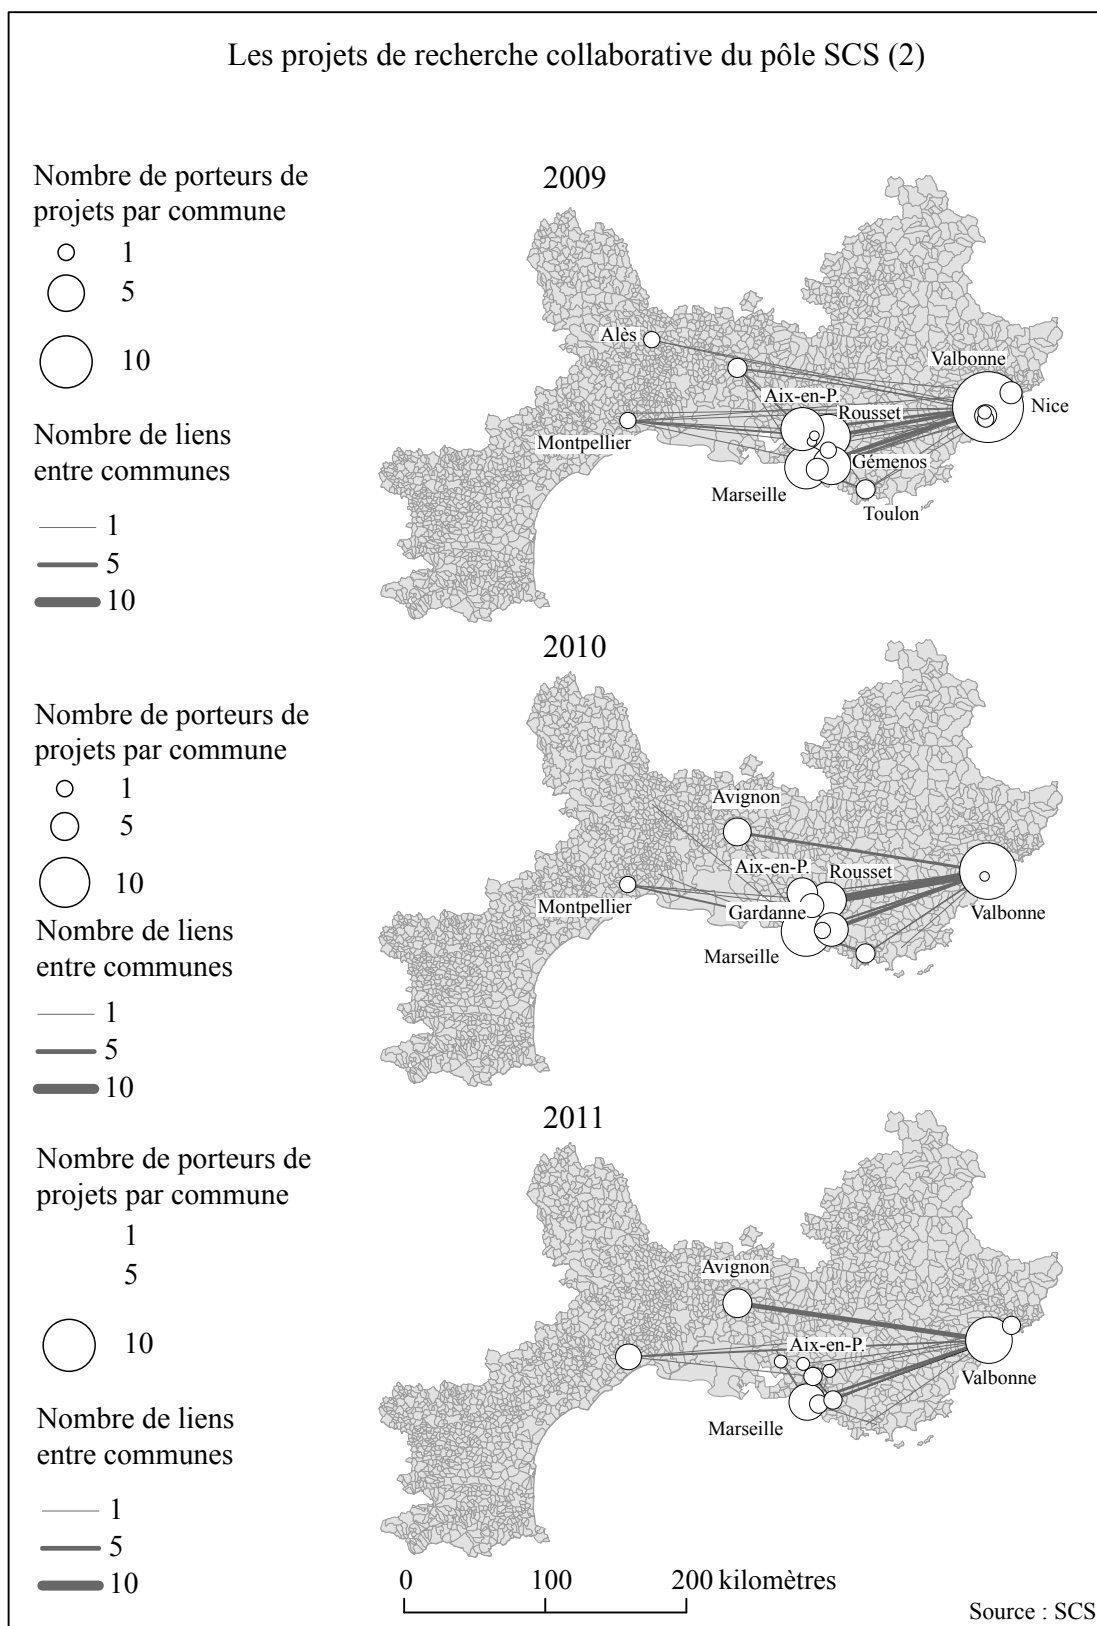 Les projets de recherche collaborative du pôle SCS (2)
Nombre de porteurs de
projets par commune
1
5
10
Nombre de liens
entre communes
1
5
10
2009
Alès
Valbonne
Aix-en-P.
Rousset
Nice
Montpellier
Gémenos
Marseille
Toulon
2010
Nombre de porteurs de
projets par commune
1
5
10
Nombre de liens
entre communes
1
5
10
Avignon
Aix-en-P.
Rousset
Montpellier
Gardanne
Valbonne
Marseille
2011
Nombre de porteurs de
projets par commune
1
5
10
Nombre de liens
entre communes
1
5
10
Avignon
Aix-en-P.
Valbonne
Marseille
0 100 200 kilomètres
Source : SCS